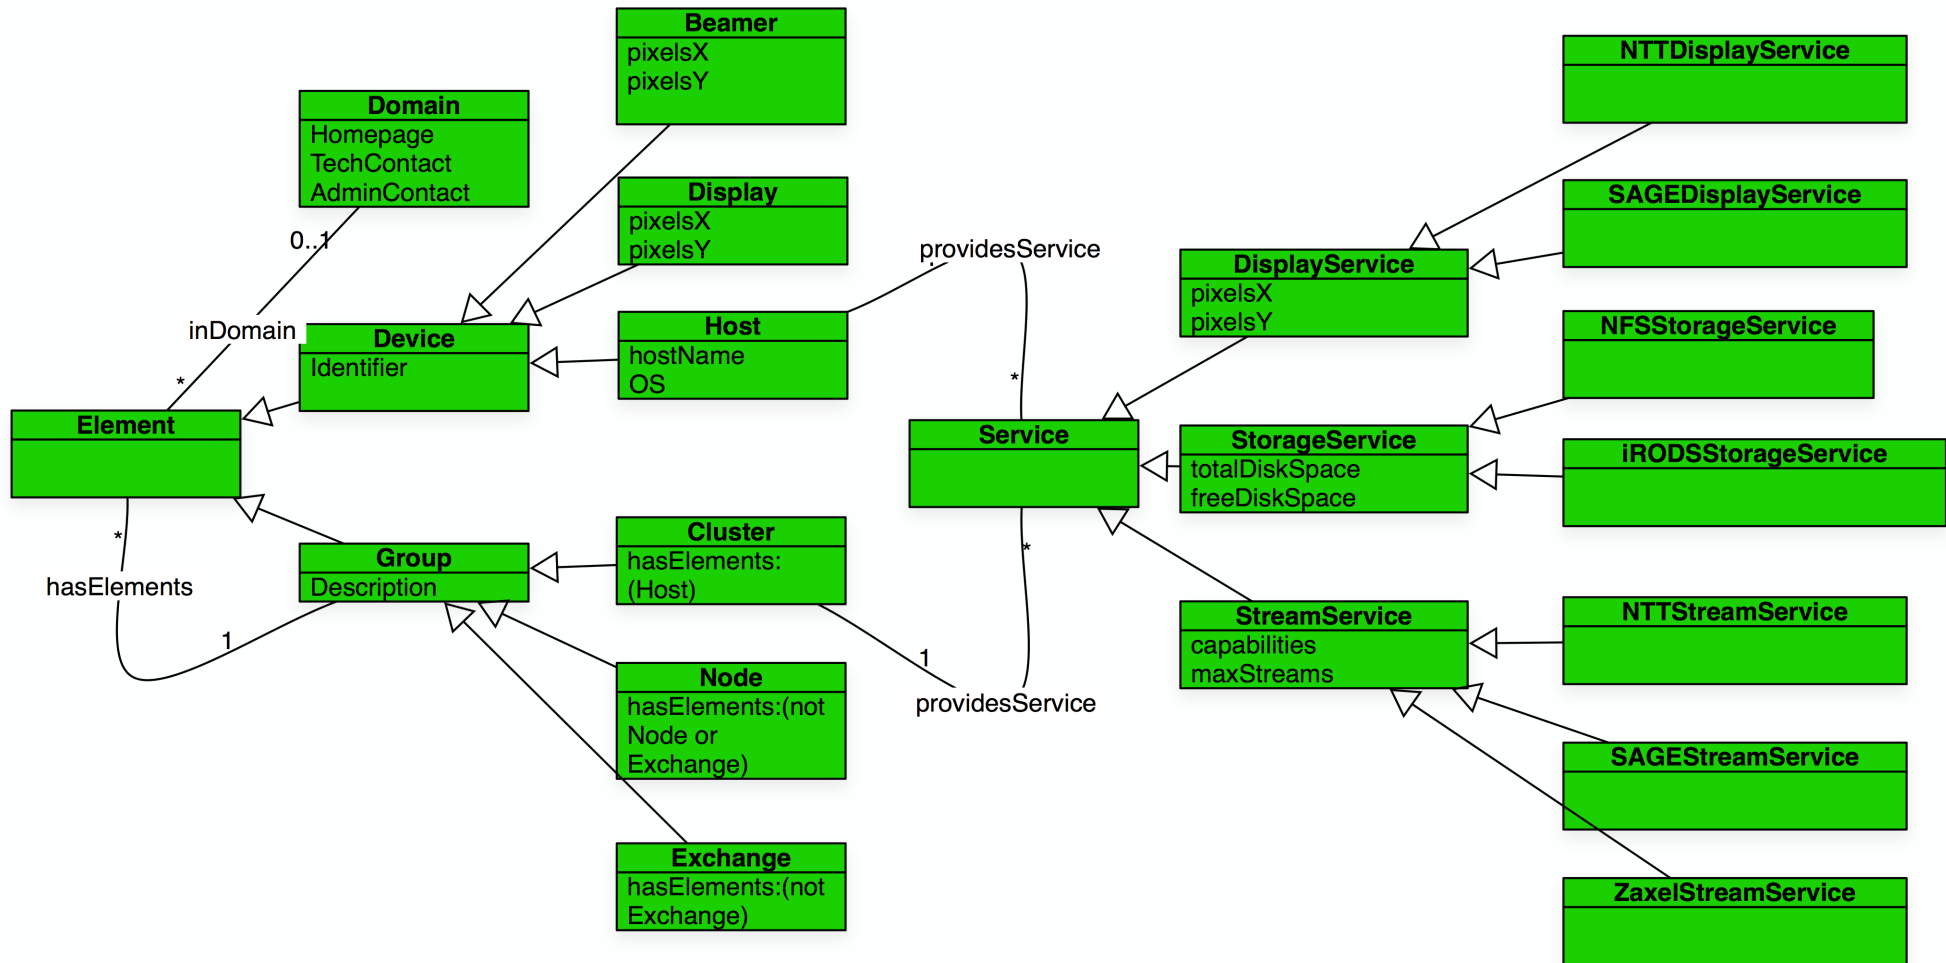 Beamer
pixelsX
pixelsY
Domain
Homepage
TechContact
AdminContact
0..1
inDomain
*
Display
pixelsX
pixelsY
Device
Identifier
Host
hostName
OS
Element
*
hasElements
1
Group
Description
Cluster
hasElements:
(Host)
Node
hasElements:(not
Node or
Exchange)
Exchange
hasElements:(not
Exchange)
providesService
*
Service
*
1
providesService
DisplayService
pixelsX
pixelsY
StorageService
totalDiskSpace
freeDiskSpace
StreamService
capabilities
maxStreams
NTTDisplayService
SAGEDisplayService
NFSStorageService
iRODSStorageService
NTTStreamService
SAGEStreamService
ZaxelStreamService